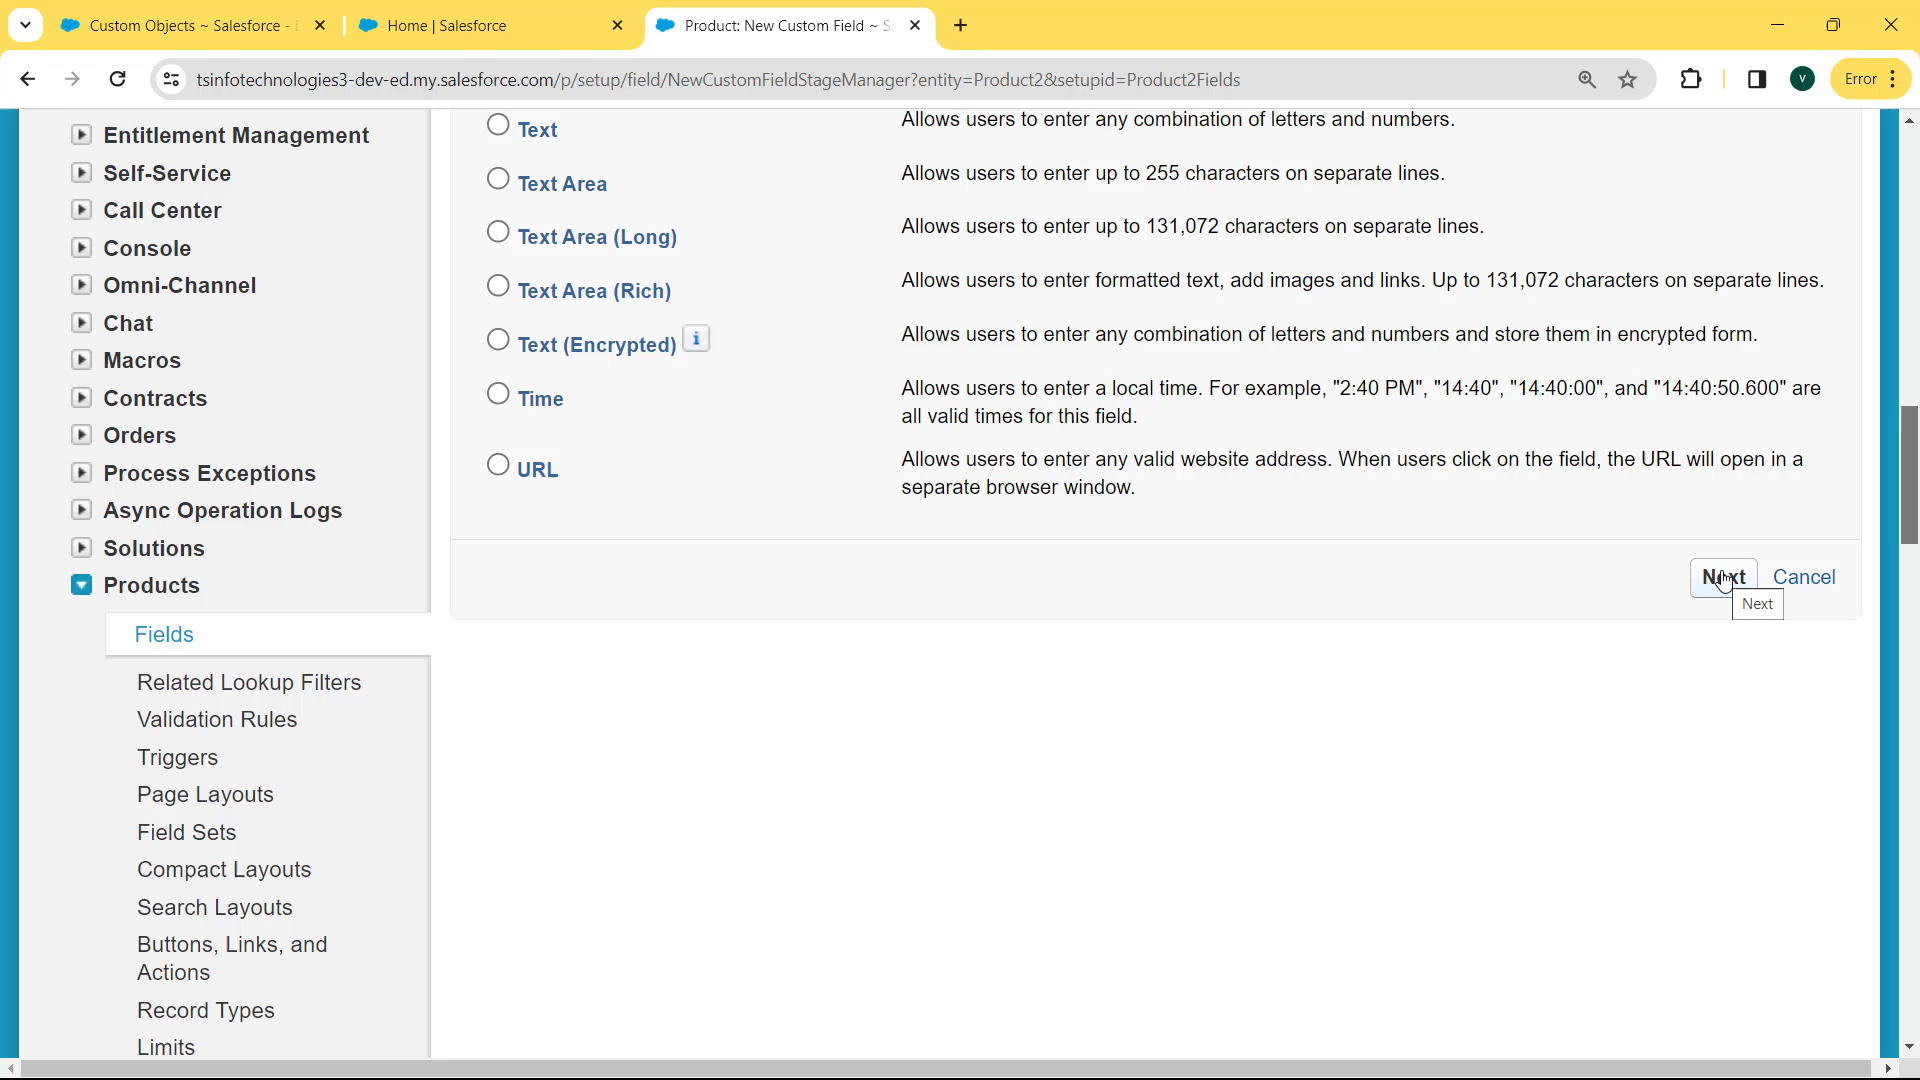 Custom Objects ~ Salesforce -
Home | Salesforce
Product: New Custom Field ~ S
tsinfotechnologies3-dev-ed.my.salesforce.com/p/setup/field/NewCustomFieldStageManager?entity=Product2&setupid=Product2Fields
V
Error
Entitlement Management
Self-Service
Call Center
Console
Omni-Channel
Chat
Macros
Contracts
Orders
Process Exceptions
Async Operation Logs
Solutions
Products
Fields
Related Lookup Filters
Validation Rules
Triggers
Page Layouts
Field Sets
Compact Layouts
Search Layouts
Buttons, Links, and
Actions
Record Types
Limits
Text
Allows users to enter any combination of letters and numbers.
Text Area
Allows users to enter up to 255 characters on separate lines.
Text Area (Long)
Allows users to enter up to 131,072 characters on separate lines.
Text Area (Rich)
Allows users to enter formatted text, add images and links. Up to 131,072 characters on separate lines.
Text (Encrypted) i
Allows users to enter any combination of letters and numbers and store them in encrypted form.
Time
Allows users to enter a local time. For example, "2:40 PM", "14:40", "14:40:00", and "14:40:50.600" are
all valid times for this field.
URL
Allows users to enter any valid website address. When users click on the field, the URL will open in a
separate browser window.
Next Cancel
Next